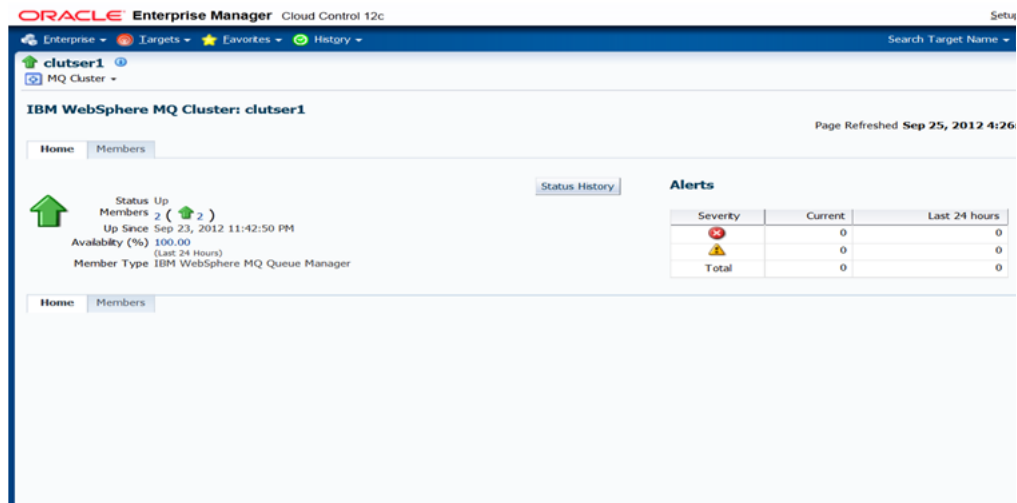 ORACLE Enterprise Manager Cloud Control 12c
Setup
Enterprise Targets Favorites History Search Target Name
clutser1
MQ Cluster
IBM WebSphere MQ Cluster: clutser1
Page Refreshed Sep 25, 2012 4:26:
Home Members
Status History
Status Up
Members 2 ( 2 )
Up Since Sep 23, 2012 11:42:50 PM
Availability (%) 100.00
(Last 24 Hours)
Member Type IBM WebSphere MQ Queue Manager
Alerts
Severity Current Last 24 hours
0 0
0 0
Total 0 0
Home Members